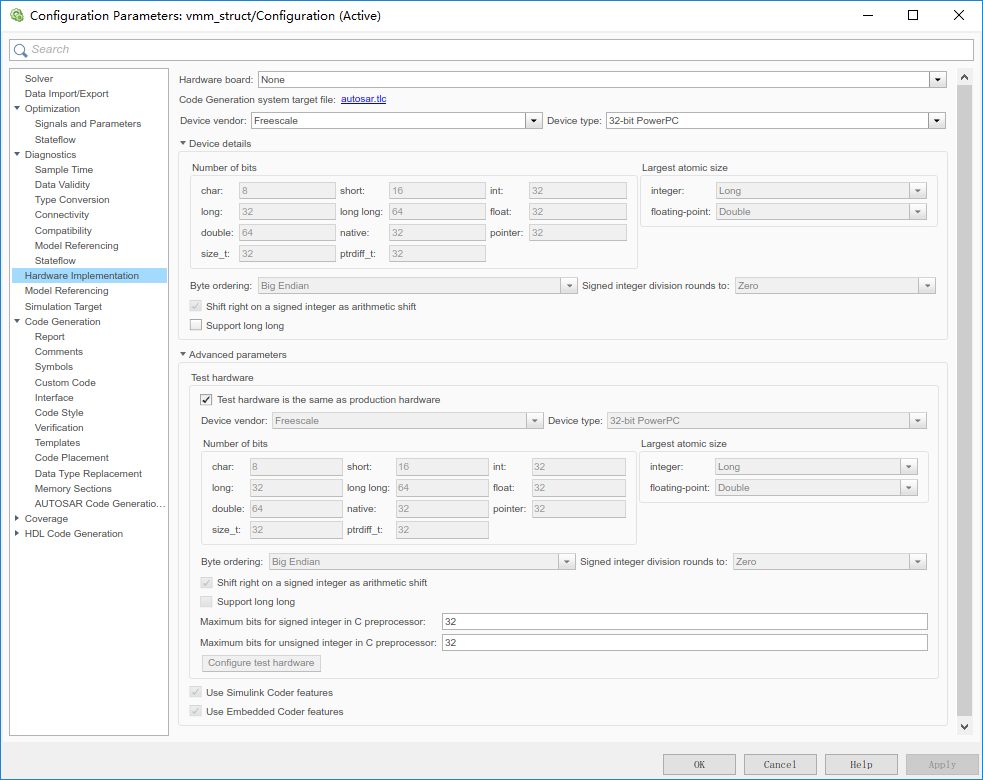 Configuration Parameters: vmm_struct/Configuration (Active)
Search
Solver
Data Import/Export
Optimization
Signals and Parameters
Stateflow
Diagnostics
Sample Time
Data Validity
Type Conversion
Connectivity
Compatibility
Model Referencing
Stateflow
Hardware Implementation
Model Referencing
Simulation Target
Code Generation
Report
Comments
Symbols
Custom Code
Interface
Code Style
Verification
Templates
Code Placement
Data Type Replacement
Memory Sections
AUTOSAR Code Generatio...
Coverage
HDL Code Generation
Hardware board: None
Code Generation system target file: autosar.tlc
Device vendor: Freescale Device type: 32-bit PowerPC
Device details
Number of bits Largest atomic size
char: 8 short: 16 int: 32 integer: Long
long: 32 long long: 64 float: 32 floating-point: Double
double: 64 native: 32 pointer: 32
size_t: 32 ptrdiff_t: 32
Byte ordering: Big Endian Signed integer division rounds to: Zero
Shift right on a signed integer as arithmetic shift
Support long long
Advanced parameters
Test hardware
Test hardware is the same as production hardware
Device vendor: Freescale Device type: 32-bit PowerPC
Number of bits Largest atomic size
char: 8 short: 16 int: 32 integer: Long
long: 32 long long: 64 float: 32 floating-point: Double
double: 64 native: 32 pointer: 32
size_t: 32 ptrdiff_t: 32
Byte ordering: Big Endian Signed integer division rounds to: Zero
Shift right on a signed integer as arithmetic shift
Support long long
Maximum bits for signed integer in C preprocessor: 32
Maximum bits for unsigned integer in C preprocessor: 32
Configure test hardware
Use Simulink Coder features
Use Embedded Coder features
OK Cancel Help Apply